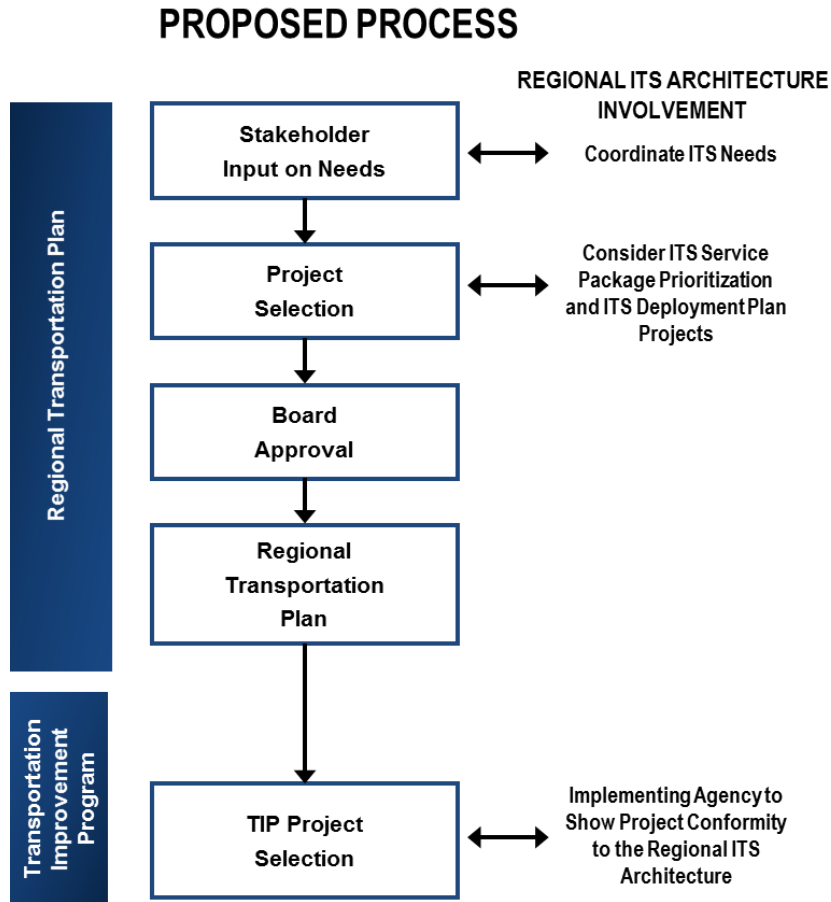 PROPOSED PROCESS
REGIONAL ITS ARCHITECTURE
INVOLVEMENT
Regional Transportation Plan
Stakeholder
Input on Needs
Coordinate ITS Needs
Project
Selection
Consider ITS Service
Package Prioritization
and ITS Deployment Plan
Projects
Board
Approval
Regional
Transportation
Plan
Transportation
Improvement
Program
TIP Project
Selection
Implementing Agency to
Show Project Conformity
to the Regional ITS
Architecture